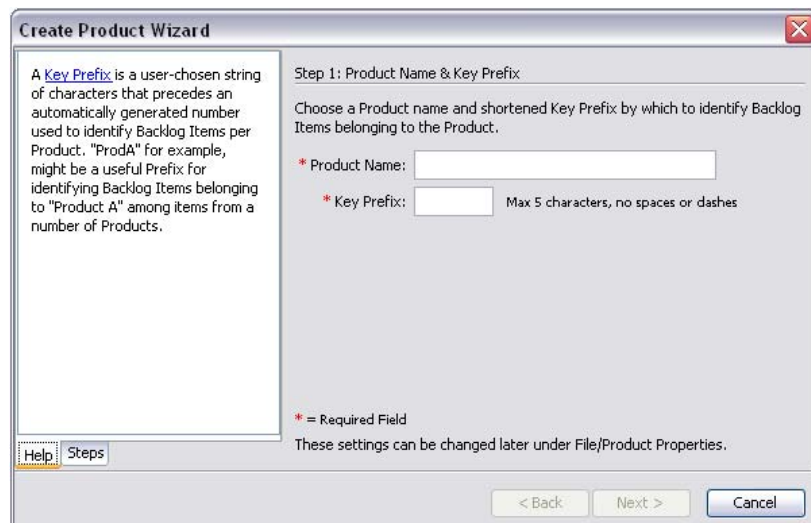 Create Product Wizard
A Key Prefix is a user-chosen string
of characters that precedes an
automatically generated number
used to identify Backlog Items per
Product. "ProdA" for example,
might be a useful Prefix for
identifying Backlog Items belonging
to "Product A" among items from a
number of Products.
Help Steps
Step 1: Product Name & Key Prefix
Choose a Product name and shortened Key Prefix by which to identify Backlog
Items belonging to the Product.
* Product Name:
* Key Prefix: Max 5 characters, no spaces or dashes
* = Required Field
These settings can be changed later under File/Product Properties.
< Back Next > Cancel